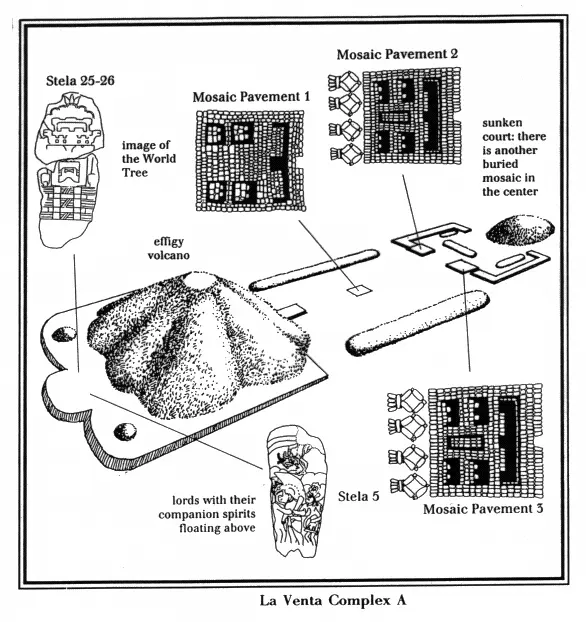 Mosaic Pavement 2
Stela 25-26
Mosaic Pavement 1
image of
the World
Tree
sunken
court: there
is another
buried
mosaic in
the center
effigy
volcano
lords with their
companion spirits
floating above
Stela 5
Mosaic Pavement 3
La Venta Complex A